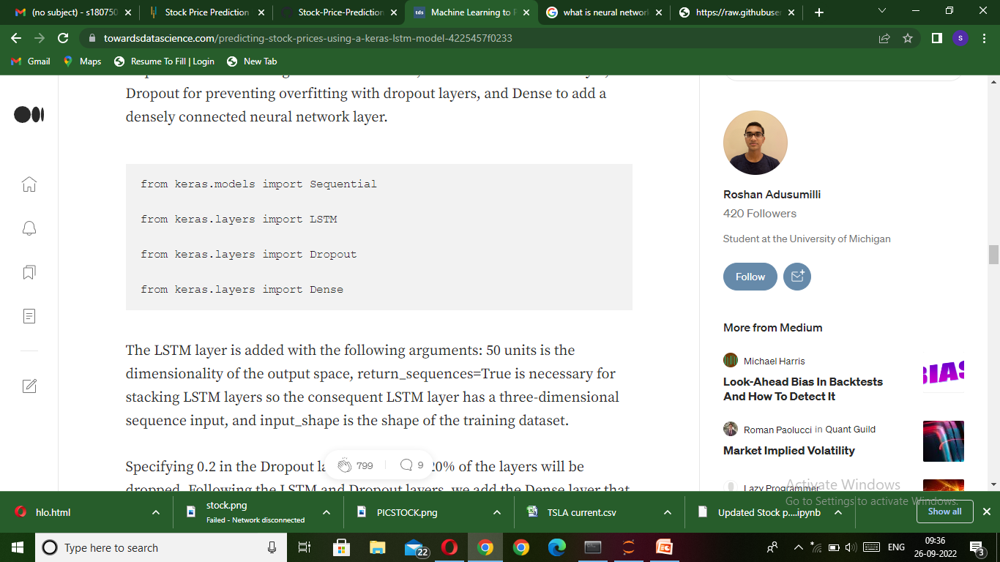 (no subject) - s180750
Stock Price Prediction
Stock-Price-Prediction
tds
Machine Learning to P
what is neural networ
https://raw.githubuser
towardsdatascience.com/predicting-stock-prices-using-a-keras-lstm-model-4225457f0233
s
Gmail
Maps
Resume To Fill | Login
New Tab
Dropout for preventing overfitting with dropout layers, and Dense to add a
densely connected neural network layer.
from keras.models import Sequential
from keras.layers import LSTM
from keras.layers import Dropout
from keras.layers import Dense
The LSTM layer is added with the following arguments: 50 units is the
dimensionality of the output space, return_sequences=True is necessary for
stacking LSTM layers so the consequent LSTM layer has a three-dimensional
sequence input, and input_shape is the shape of the training dataset.
Specifying 0.2 in the Dropout la 20% of the layers will be
799
9
dropped. Following the LSTM and Dropout layers, we add the Dense layer that
Roshan Adusumilli
420 Followers
Student at the University of Michigan
Follow
More from Medium
Michael Harris
Look-Ahead Bias In Backtests
And How To Detect It
BIAS
Roman Paolucci in Quant Guild
Market Implied Volatility
Lazy Programmer
Activate Windows
Go to Settings to activate Windows.
hlo.html
stock.png
Failed - Network disconnected
PICSTOCK.png
TSLA current.csv
Updated Stock p....ipynb
Show all
Type here to search
22
ENG
09:36
26-09-2022
3